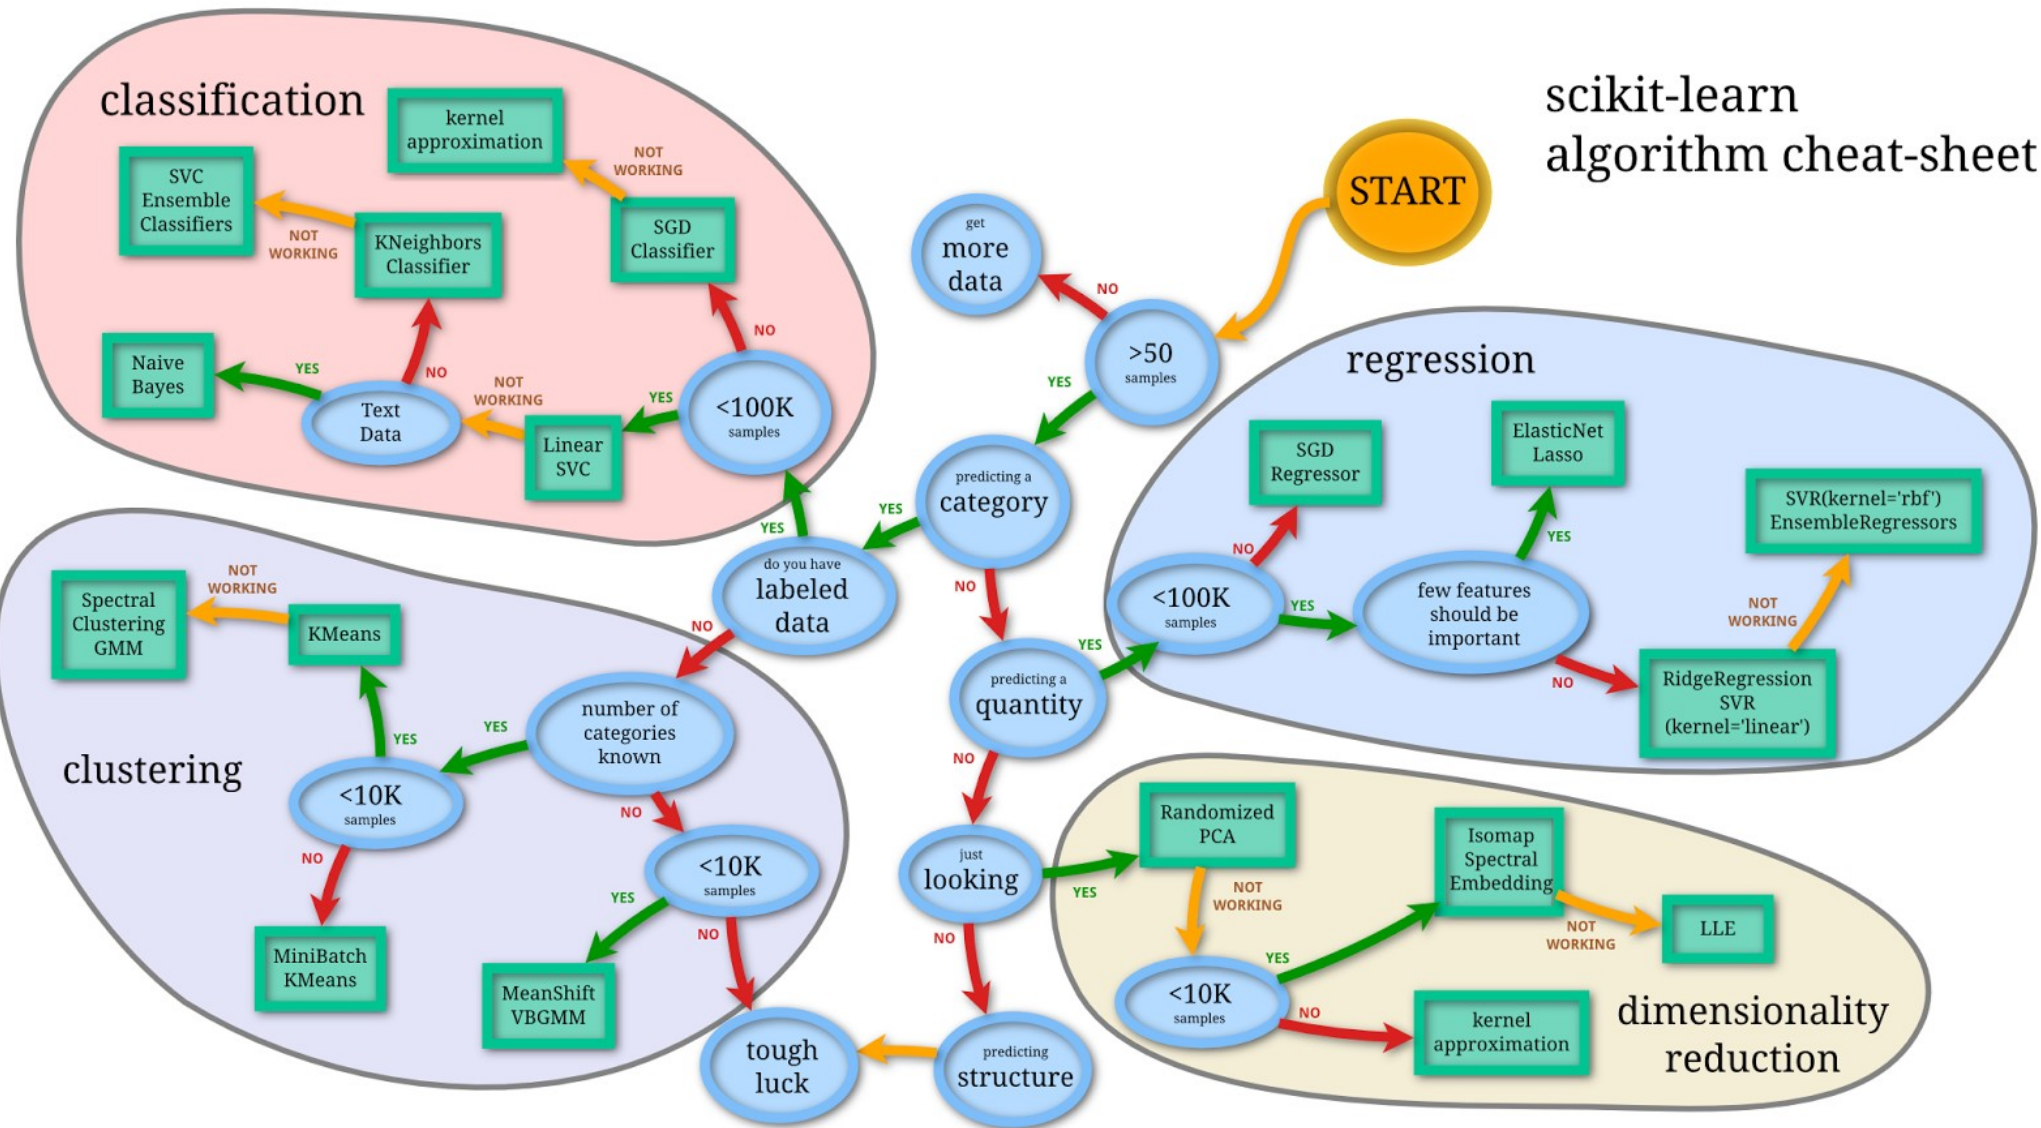 scikit-learn
algorithm cheat-sheet
START
classification
kernel
approximation
NOT
WORKING
SVC
Ensemble
Classifiers
NOT
WORKING
KNeighbors
Classifier
SGD
Classifier
NO
Naive
Bayes
YES
NO
Text
Data
NOT
WORKING
Linear
SVC
YES
<100K
samples
YES
get
more
data
NO
>50
samples
YES
predicting a
category
YES
NO
do you have
labeled
data
NO
predicting a
quantity
YES
NO
just
looking
YES
NO
predicting
structure
tough
luck
regression
SGD
Regressor
NO
<100K
samples
YES
few features
should be
important
YES
ElasticNet
Lasso
NO
RidgeRegression
SVR
(kernel='linear')
NOT
WORKING
SVR(kernel='rbf')
EnsembleRegressors
clustering
Spectral
Clustering
GMM
NOT
WORKING
KMeans
YES
<10K
samples
NO
MiniBatch
KMeans
YES
number of
categories
known
NO
<10K
samples
YES
MeanShift
VBGMM
NO
dimensionality
reduction
Randomized
PCA
NOT
WORKING
<10K
samples
YES
Isomap
Spectral
Embedding
NOT
WORKING
LLE
NO
kernel
approximation